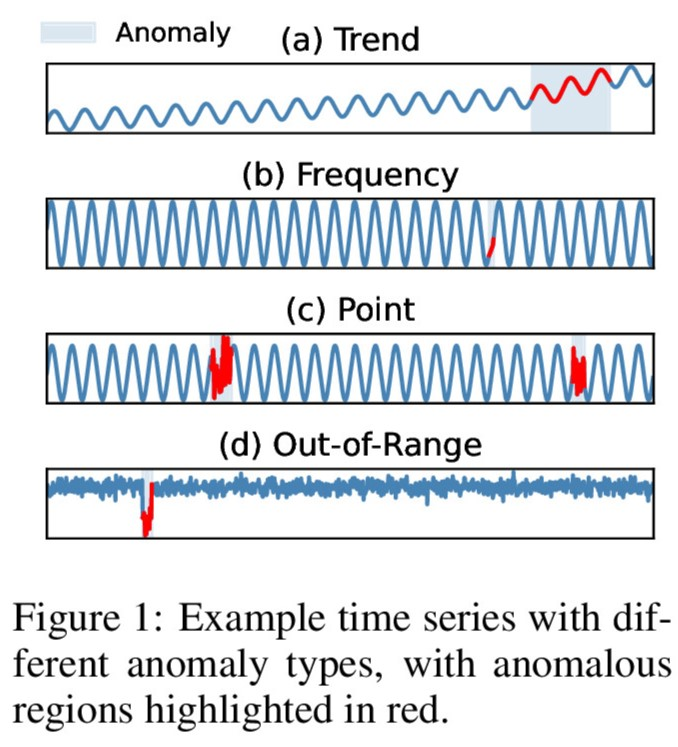 Anomaly
(a) Trend
(b) Frequency
(c) Point
(d) Out-of-Range
Figure 1: Example time series with dif-
ferent anomaly types, with anomalous
regions highlighted in red.